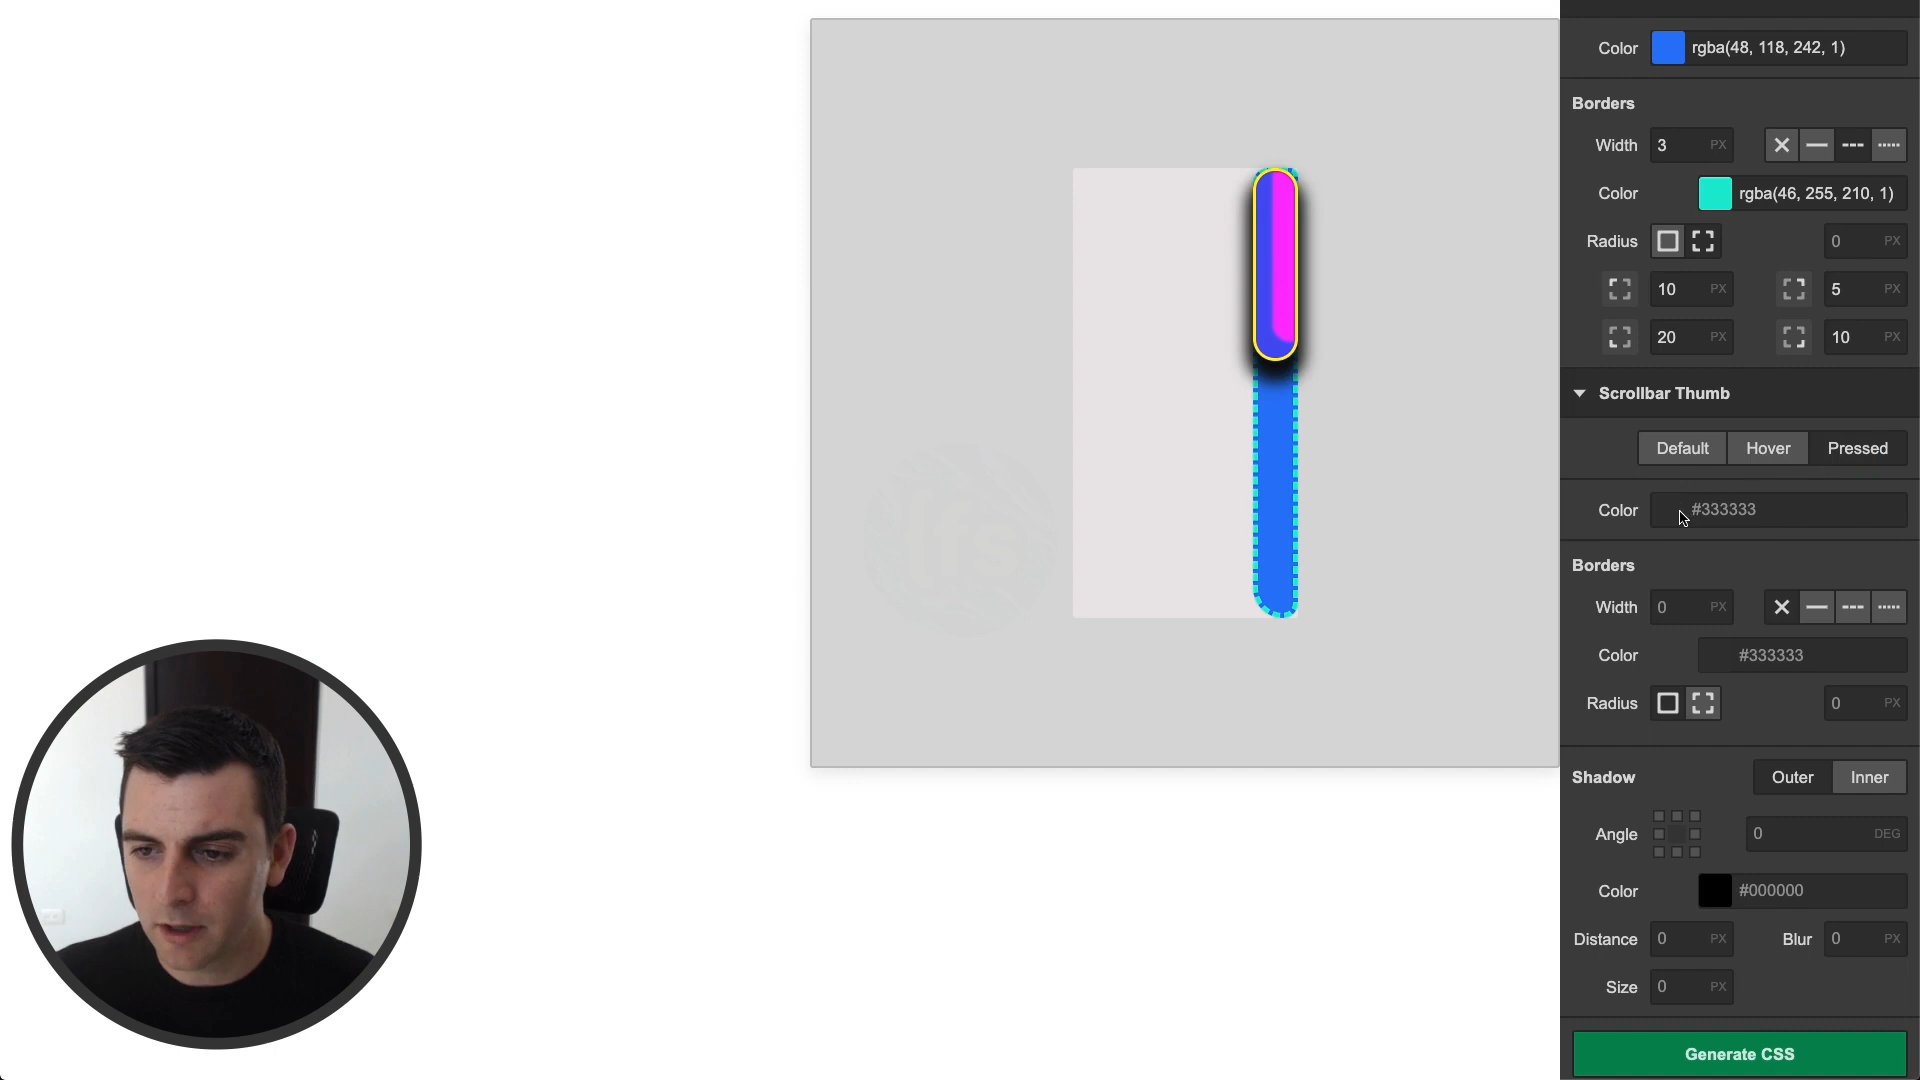 Color rgba(48, 118, 242, 1)
Borders
Width 3 PX
Color rgba(46, 255, 210, 1)
Radius 0 PX
10 PX 5 PX
20 PX 10 PX
Scrollbar Thumb
Default Hover Pressed
Color #333333
Borders
Width 0 PX
Color #333333
Radius 0 PX
Shadow Outer Inner
Angle 0 DEG
Color #000000
Distance 0 PX Blur 0 PX
Size 0 PX
Generate CSS